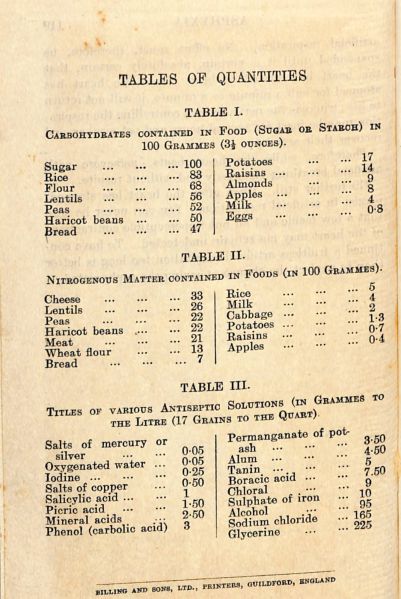 TABLES OF QUANTITIES
TABLE I.
CARBOHYDRATES CONTAINED IN FOOD (SUGAR OR STARCH) IN
100 GRAMMES (3½ OUNCES).
Sugar ... ... ... 100
Rice ... ... ... 83
Flour ... ... ... 68
Lentils ... ... ... 56
Peas ... ... ... 52
Haricot beans ... ... 50
Bread ... ... ... 47
Potatoes ... ... 17
Raisins ... ... ... 14
Almonds ... ... 9
Apples ... ... ... 8
Milk ... ... ... 4
Eggs ... ... ... 0·8
TABLE II.
NITROGENOUS MATTER CONTAINED IN FOODS (IN 100 GRAMMES).
Cheese ... ... ... 33
Lentils ... ... ... 26
Peas ... ... ... 22
Haricot beans ... ... 22
Meat ... ... ... 21
Wheat flour ... ... 13
Bread ... ... ... 7
Rice ... ... ... 5
Milk ... ... ... 4
Cabbage ... ... ... 2
Potatoes ... ... ... 1·3
Raisins ... ... ... 0·7
Apples ... ... ... 0·4
TABLE III.
TITLES OF VARIOUS ANTISEPTIC SOLUTIONS (IN GRAMMES TO
THE LITRE (17 GRAINS TO THE QUART)
Salts of mercury or
silver ... ... 0·05
Oxygenated water ... 0·05
Iodine ... ... ... 0·25
Salts of copper ... 0·50
Salicylic acid ... ... 1
Picric acid ... ... 1·50
Mineral acids ... 2·50
Phenol (carbolic acid) 3
Permanganate of pot-
ash ... ... ... 3·50
Alum ... ... ... 4·50
Tanin ... ... ... 5
Boracic acid ... ... 7.50
Chloral ... ... 9
Sulphate of iron ... 10
Alcohol ... ... 95
Sodium chloride ... 165
Glycerine ... ... 225
BILLING AND SONS, LTD., PRINTERS, GUILDFORD, ENGLAND